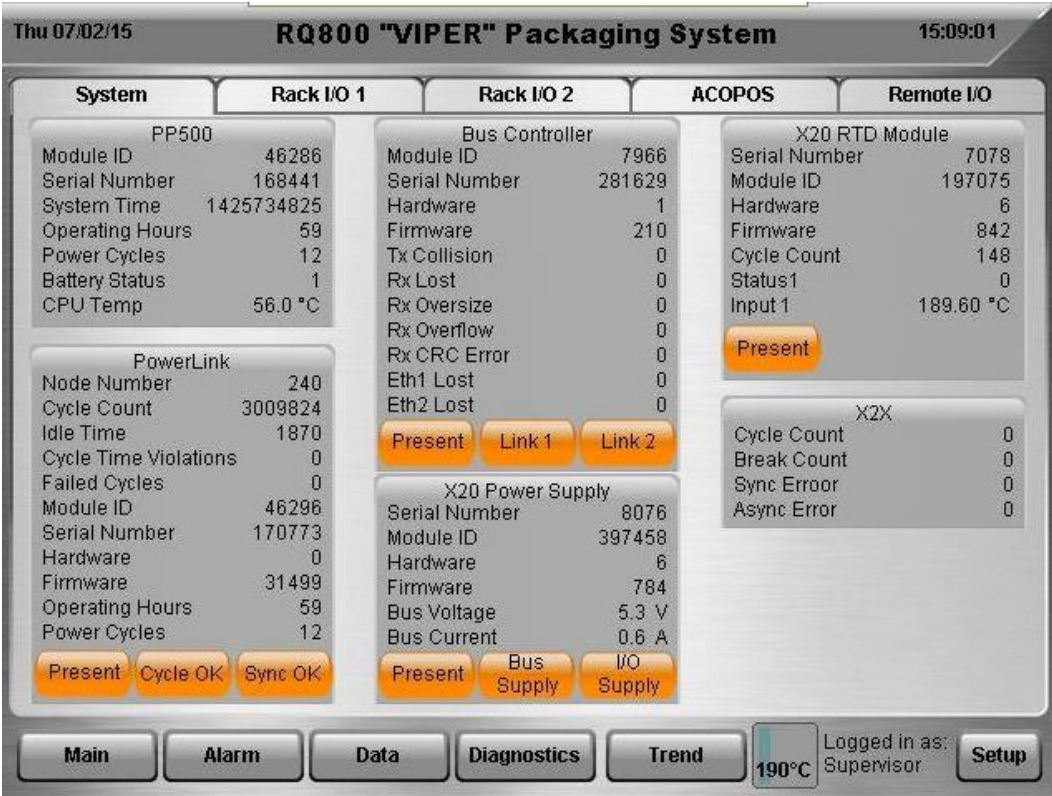 Thu 07/02/15 RQ800 "VIPER" Packaging System 15:09:01
System Rack I/O 1 Rack I/O 2 ACOPOS Remote I/O
PP500
Module ID 46286
Serial Number 168441
System Time 1425734825
Operating Hours 59
Power Cycles 12
Battery Status 1
CPU Temp 56.0 °C
PowerLink
Node Number 240
Cycle Count 3009824
Idle Time 1870
Cycle Time Violations 0
Failed Cycles 0
Module ID 46296
Serial Number 170773
Hardware 0
Firmware 31499
Operating Hours 59
Power Cycles 12
Present Cycle OK Sync OK
Bus Controller
Module ID 7966
Serial Number 281629
Hardware 1
Firmware 210
Tx Collision 0
Rx Lost 0
Rx Oversize 0
Rx Overflow 0
Rx CRC Error 0
Eth1 Lost 0
Eth2 Lost 0
Present Link 1 Link 2
X20 Power Supply
Serial Number 8076
Module ID 397458
Hardware 6
Firmware 784
Bus Voltage 5.3 V
Bus Current 0.6 A
Present Bus Supply I/O Supply
X20 RTD Module
Serial Number 7078
Module ID 197075
Hardware 6
Firmware 842
Cycle Count 148
Status1 0
Input 1 189.60 °C
Present
X2X
Cycle Count 0
Break Count 0
Sync Erroor 0
Async Error 0
Main Alarm Data Diagnostics Trend 190°C Logged in as: Supervisor Setup